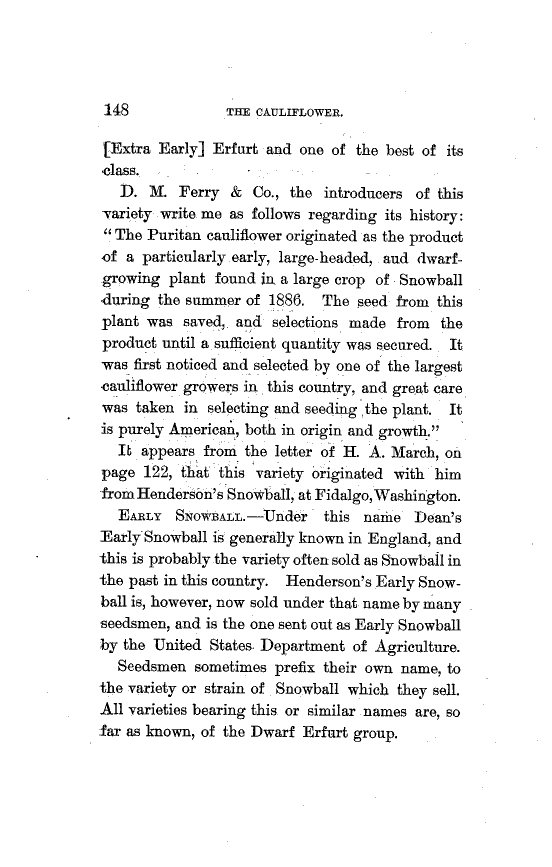 148 THE CAULIFLOWER.
[Extra Early] Erfurt and one of the best of its
class.
D. M. Ferry & Co., the introducers of this
variety write me as follows regarding its history:
“The Puritan cauliflower originated as the product
of a particularly early, large-headed, aud dwarf-
growing plant found in a large crop of Snowball
during the summer of 1886. The seed from this
plant was saved, and selections made from the
product until a sufficient quantity was secured. It
was first noticed and selected by one of the largest
cauliflower growers in this country, and great care
was taken in selecting and seeding the plant. It
is purely American, both in origin and growth.”
It appears from the letter of H. A. March, on
page 122, that this variety originated with him
from Henderson's Snowball, at Fidalgo, Washington.
EARLY SNOWBALL.—Under this name Dean's
Early Snowball is generally known in England, and
this is probably the variety often sold as Snowball in
the past in this country. Henderson's Early Snow-
ball is, however, now sold under that name by many
seedsmen, and is the one sent out as Early Snowball
by the United States Department of Agriculture.
Seedsmen sometimes prefix their own name, to
the variety or strain of Snowball which they sell.
All varieties bearing this or similar names are, so
far as known, of the Dwarf Erfurt group.